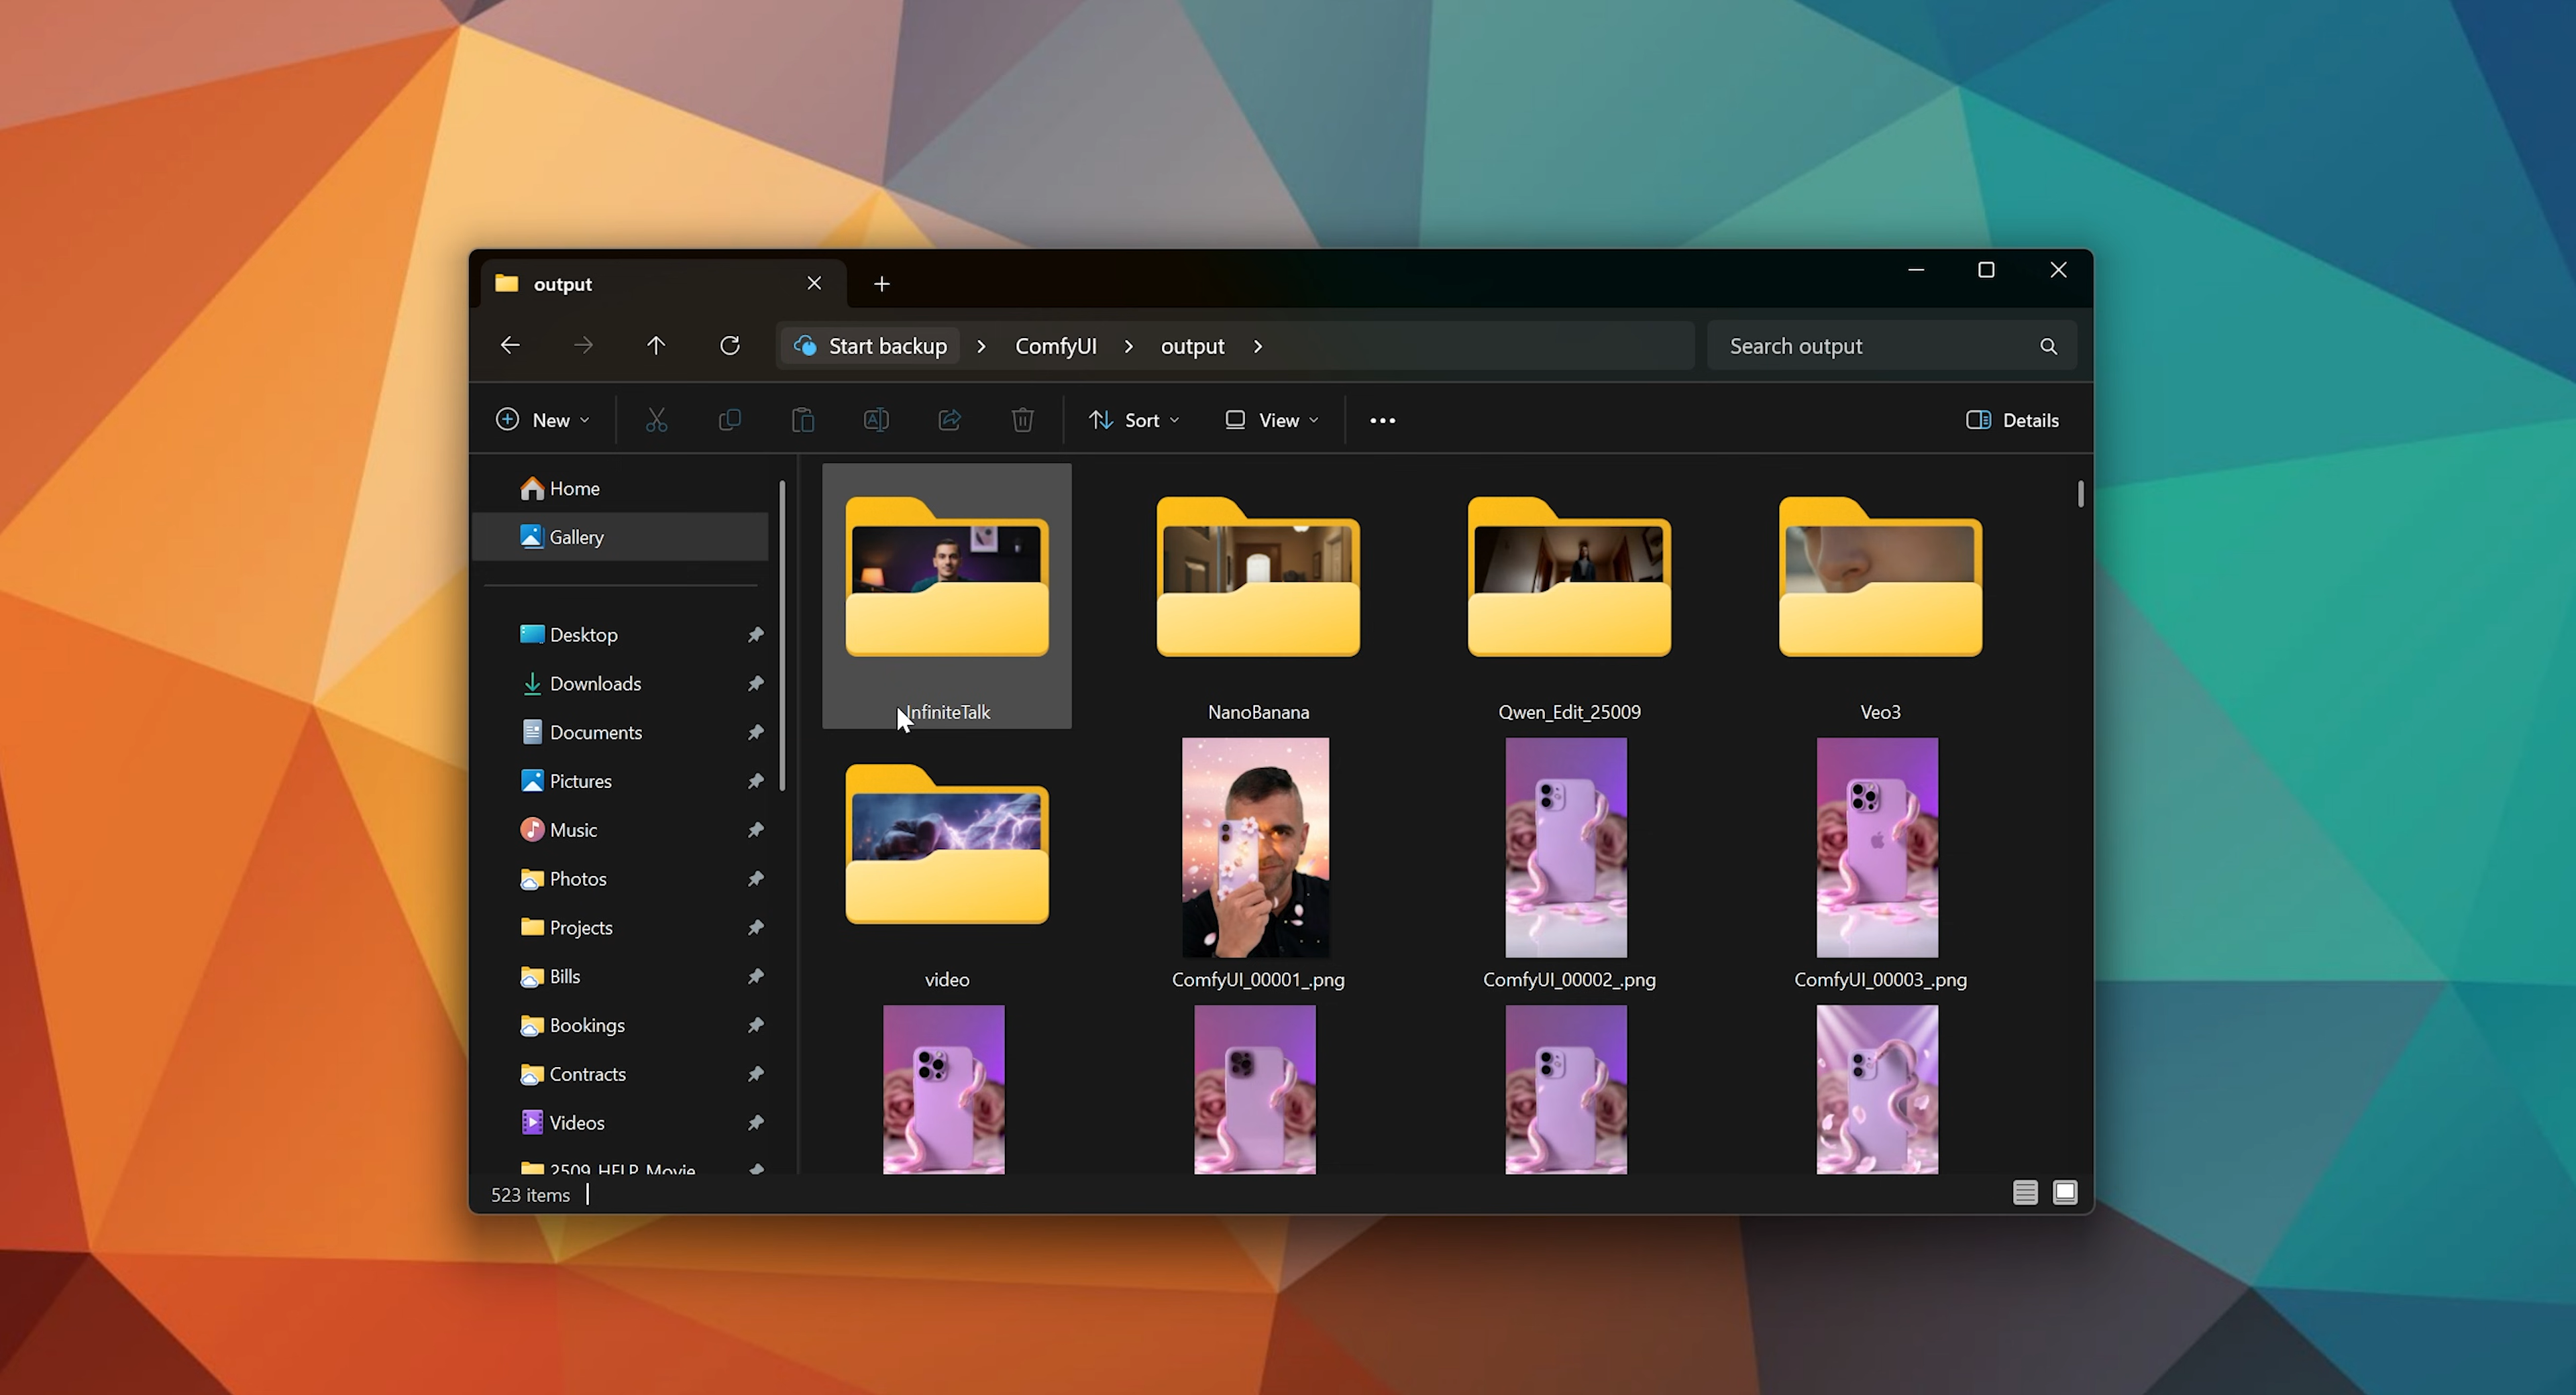 output
Start backup
ComfyUI
output
Search output
New
Sort
View
Details
Home
Gallery
Desktop
Downloads
Documents
Pictures
Music
Photos
Projects
Bills
Bookings
Contracts
Videos
2509_HELP_Movie
InfiniteTalk
NanoBanana
Qwen_Edit_25009
Veo3
video
ComfyUI_00001_.png
ComfyUI_00002_.png
ComfyUI_00003_.png
523 items